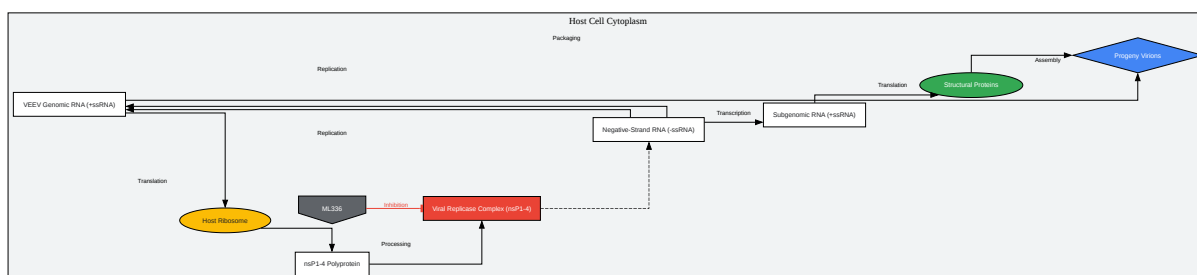 Host Cell Cytoplasm
Packaging
Progeny Virions
Assembly
Replication
Translation
Structural Proteins
VEEV Genomic RNA (+ssRNA)
Transcription
Subgenomic RNA (+ssRNA)
Negative-Strand RNA (-ssRNA)
Replication
Translation
ML336
Inhibition
Viral Replicase Complex (nsP1-4)
Host Ribosome
Processing
nsP1-4 Polyprotein